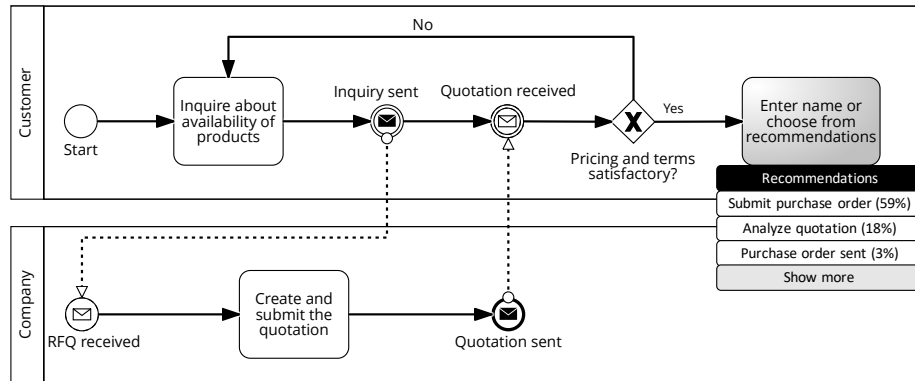 Customer
No
Start
Inquire about
availability of
products
Inquiry sent
Quotation received
Pricing and terms
satisfactory?
Yes
Enter name or
choose from
recommendations
Recommendations
Submit purchase order (59%)
Analyze quotation (18%)
Purchase order sent (3%)
Show more
Company
RFQ received
Create and
submit the
quotation
Quotation sent